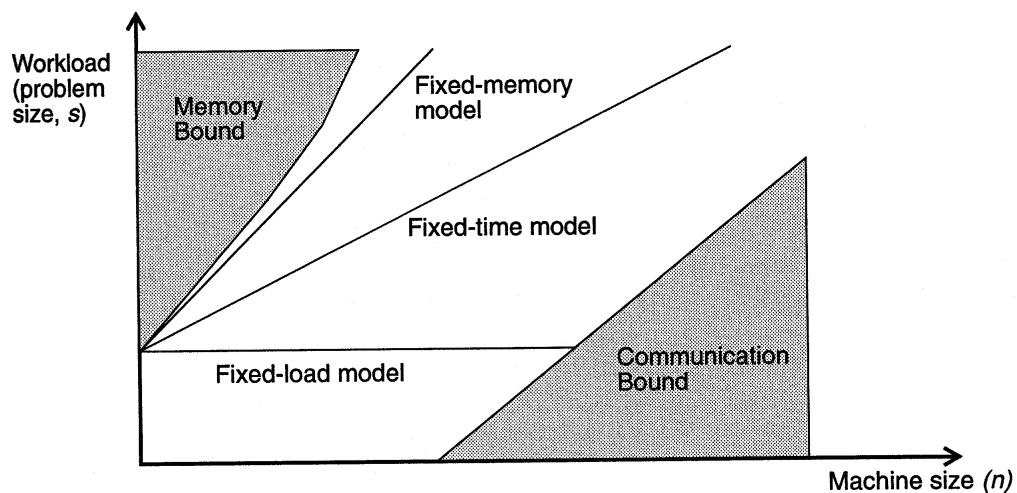 Workload
(problem
size, s)
Memory
Bound
Fixed-memory
model
Fixed-time model
Fixed-load model
Communication
Bound
Machine size (n)